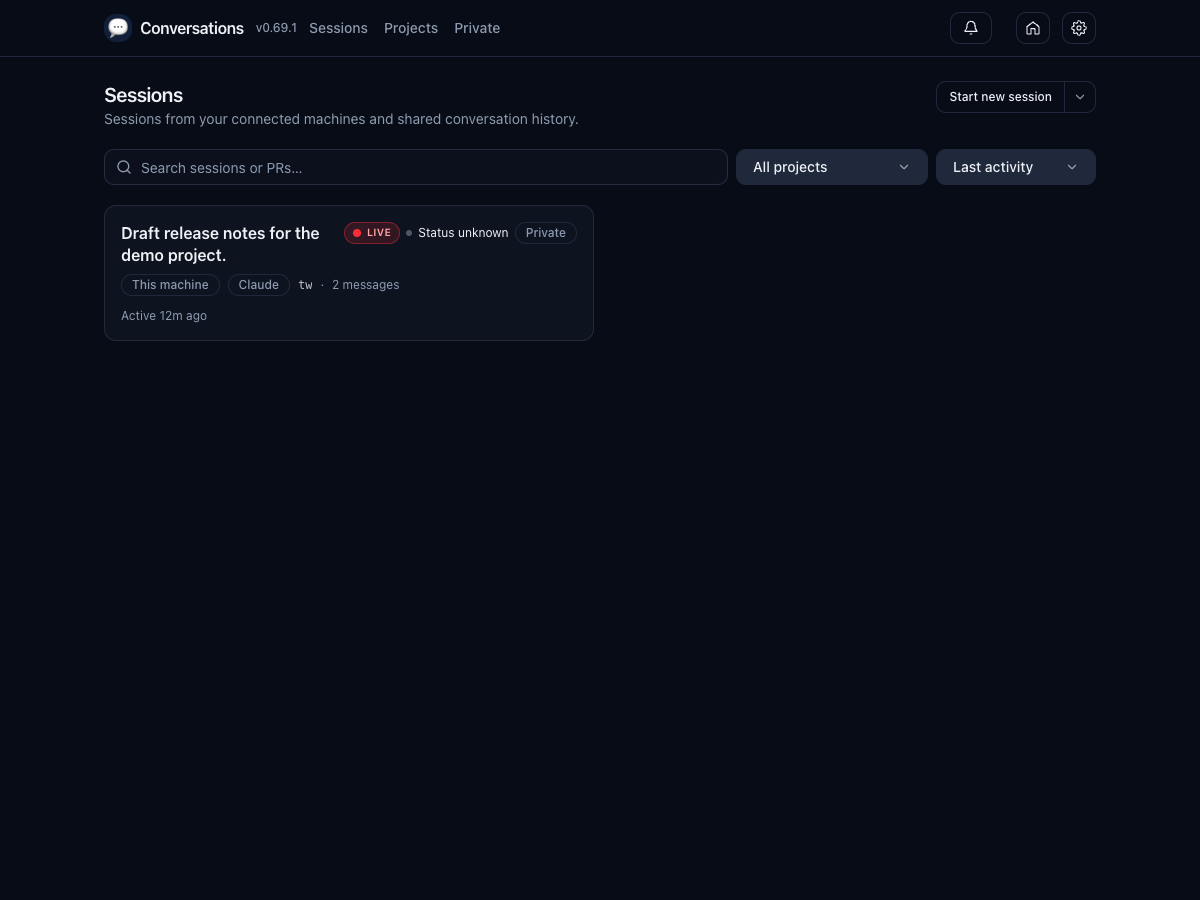 Conversations v0.69.1 Sessions Projects Private
Sessions
Start new session
Sessions from your connected machines and shared conversation history.
Search sessions or PRs...
All projects
Last activity
Draft release notes for the
demo project.
LIVE
Status unknown
Private
This machine
Claude
tw · 2 messages
Active 12m ago